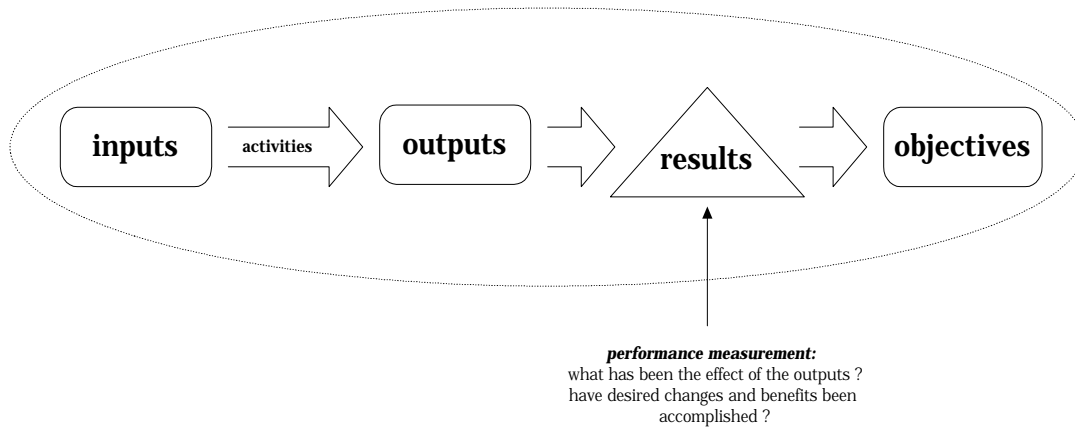 inputs
activities
outputs
results
objectives
performance measurement:
what has been the effect of the outputs ?
have desired changes and benefits been
accomplished ?